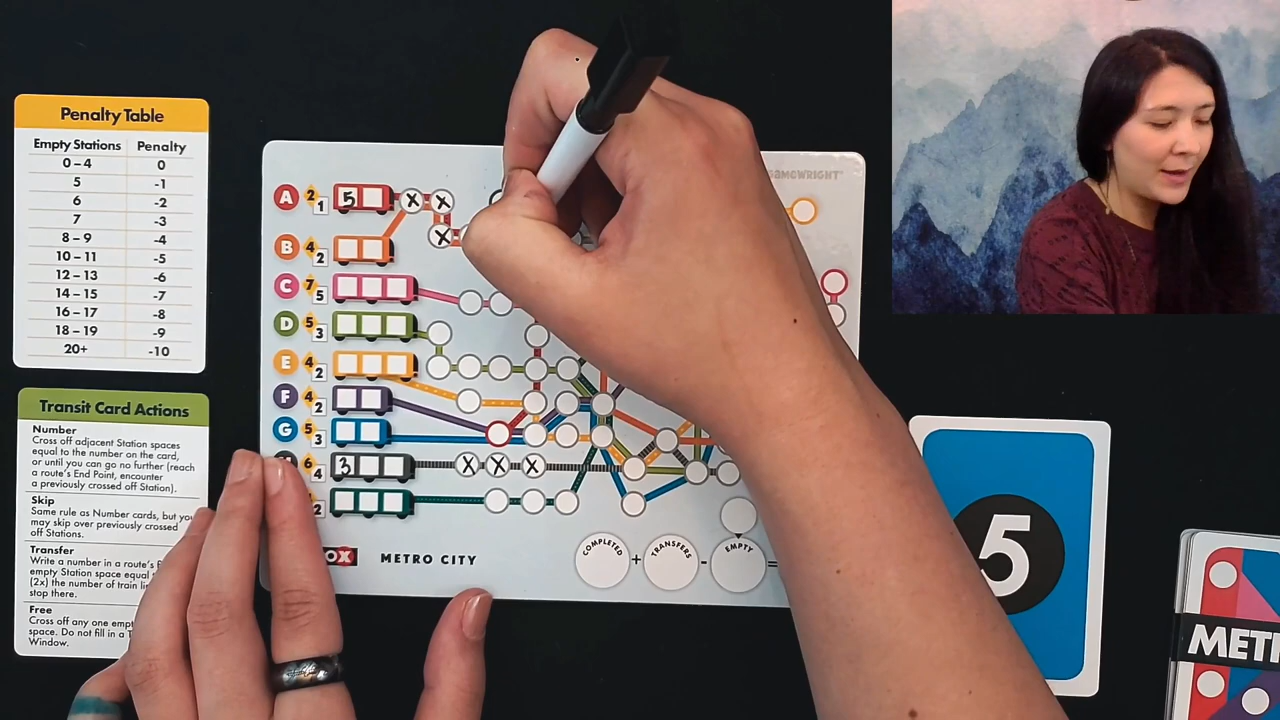 Penalty Table
Empty Stations Penalty
0 – 4 0
5 -1
6 -2
7 -3
8 – 9 -4
10 – 11 -5
12 – 13 -6
14 – 15 -7
16 – 17 -8
18 – 19 -9
20+ -10
Transit Card Actions
Number
Cross off adjacent Station spaces
equal to the number on the card,
or until you can go no further (reach
a route's End Point, encounter
a previously crossed off Station).
Skip
Same rule as Number cards, but you
may skip over previously crossed
off Stations.
Transfer
Write a number in a route's
empty Station space equal
(2x) the number of train
stop there.
Free
Cross off any one empt
space. Do not fill in a T
Window.
GAMEWRIGHT®
A 2 1 5 X X
X
B 4 2
C 7 5
D 5 3
E 4 2
F 4 2
G 5 3
6 4 3 X X X
2
OX METRO CITY
COMPLETED + TRANSFERS - EMPTY =
5
METR